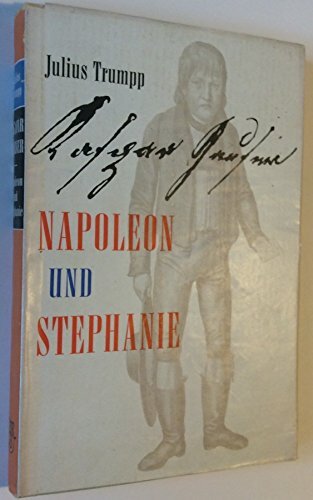 Julius Trumpp
Kaspar Hauser
NAPOLEON
UND
STEPHANIE